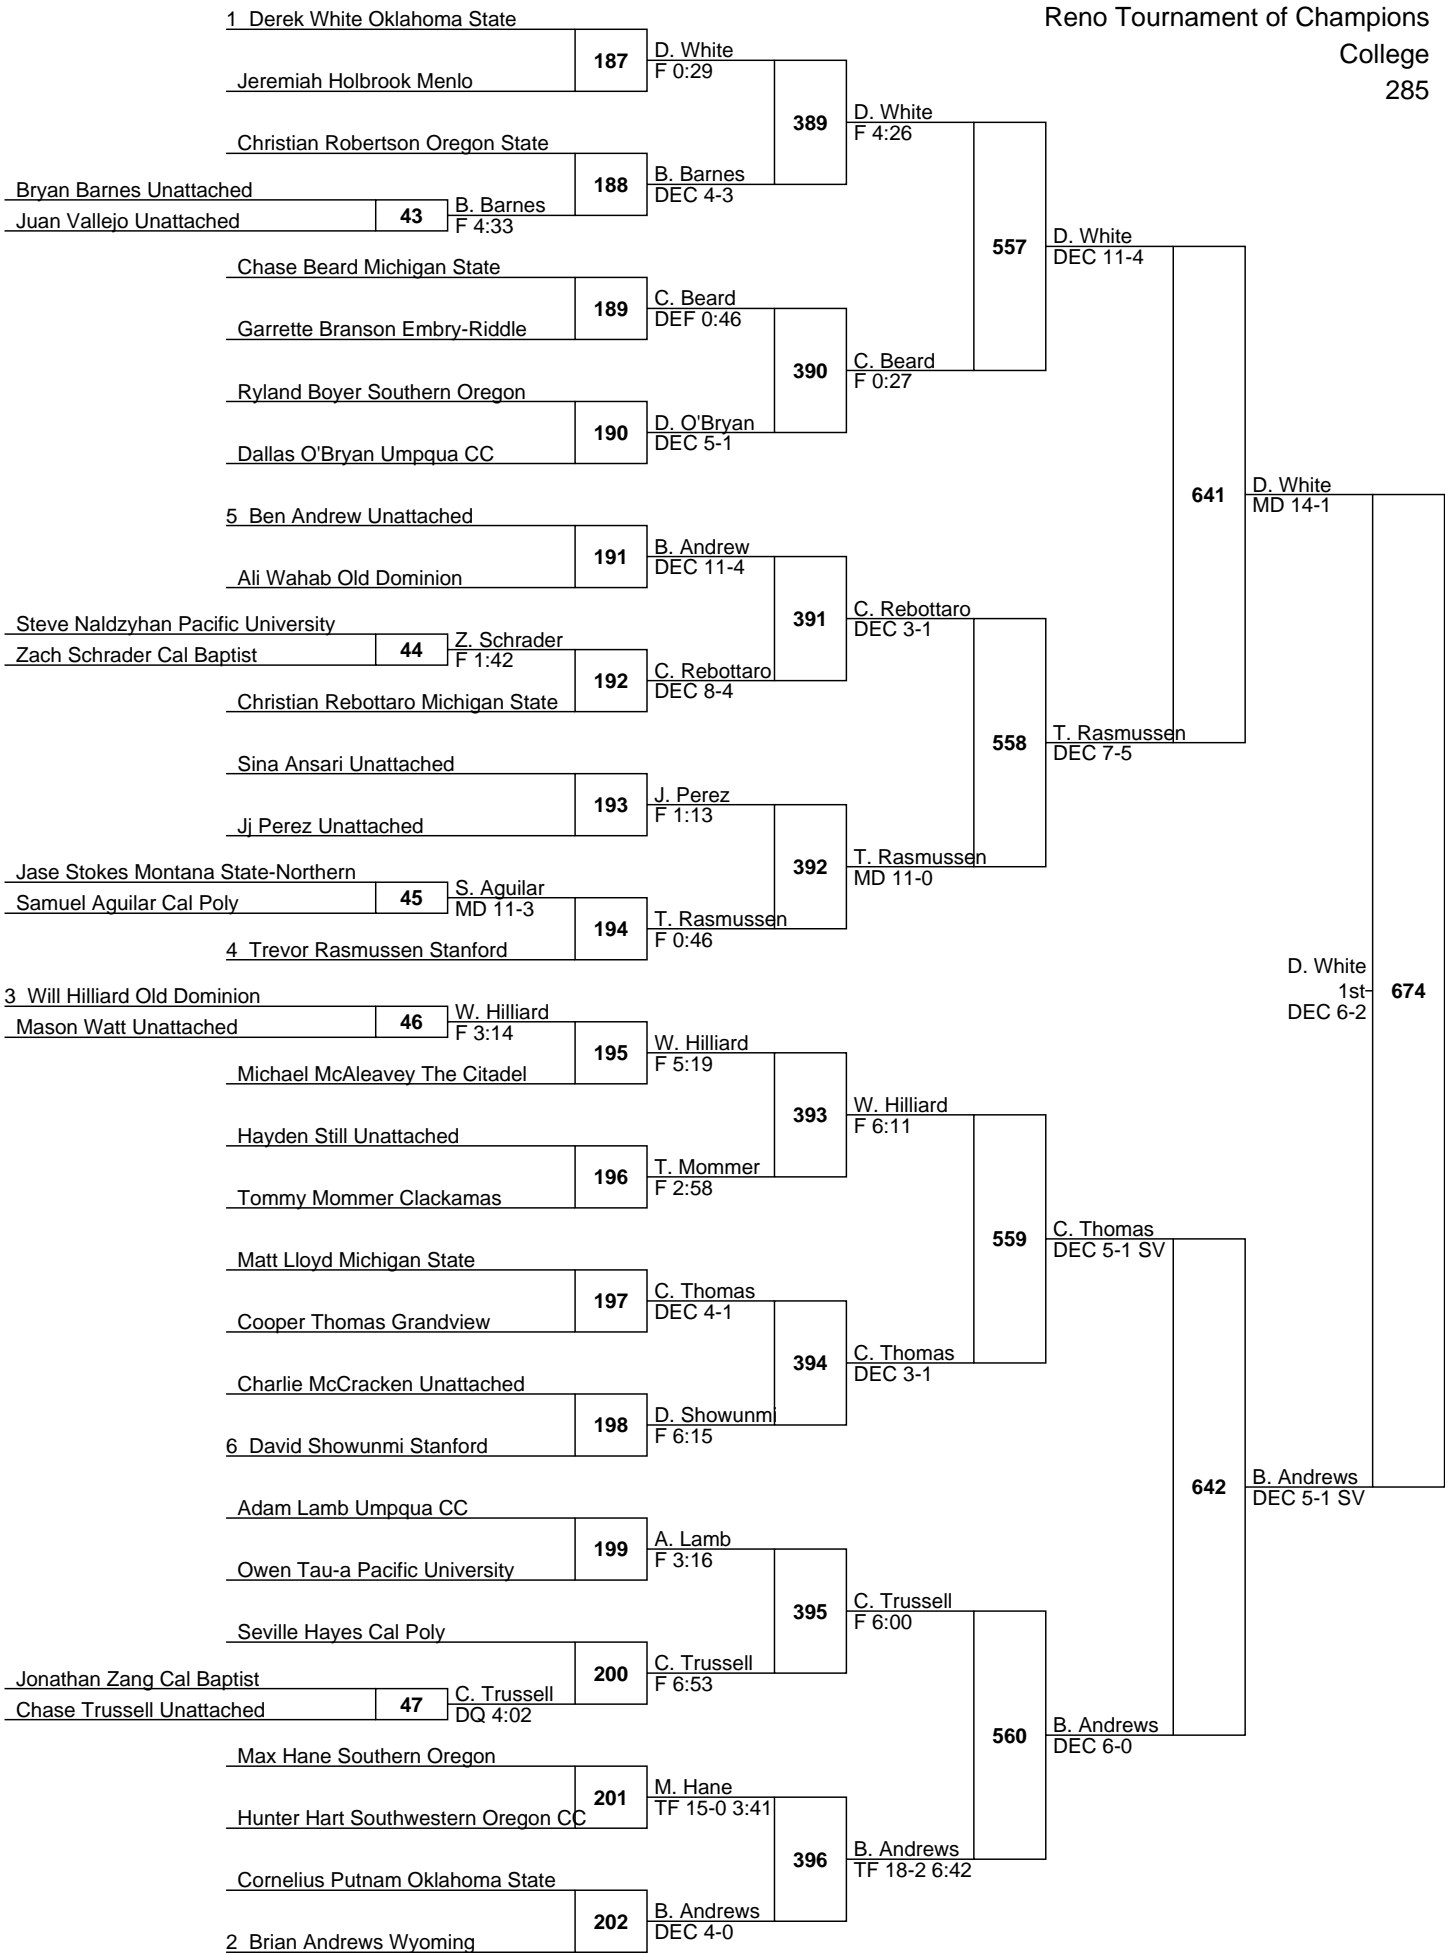 Reno Tournament of Champions
College
285
1 Derek White Oklahoma State
187
D. White
F 0:29
Jeremiah Holbrook Menlo
389
D. White
F 4:26
Christian Robertson Oregon State
188
B. Barnes
DEC 4-3
Bryan Barnes Unattached
Juan Vallejo Unattached
43
B. Barnes
F 4:33
557
D. White
DEC 11-4
Chase Beard Michigan State
189
C. Beard
DEF 0:46
Garrette Branson Embry-Riddle
390
C. Beard
F 0:27
Ryland Boyer Southern Oregon
190
D. O'Bryan
DEC 5-1
Dallas O'Bryan Umpqua CC
641
D. White
MD 14-1
5 Ben Andrew Unattached
191
B. Andrew
DEC 11-4
Ali Wahab Old Dominion
391
C. Rebottaro
DEC 3-1
Steve Naldzyhan Pacific University
Zach Schrader Cal Baptist
44
Z. Schrader
F 1:42
192
C. Rebottaro
DEC 8-4
Christian Rebottaro Michigan State
558
T. Rasmussen
DEC 7-5
Sina Ansari Unattached
193
J. Perez
F 1:13
Jj Perez Unattached
392
T. Rasmussen
MD 11-0
Jase Stokes Montana State-Northern
Samuel Aguilar Cal Poly
45
S. Aguilar
MD 11-3
194
T. Rasmussen
F 0:46
4 Trevor Rasmussen Stanford
D. White
1st
DEC 6-2
674
3 Will Hilliard Old Dominion
Mason Watt Unattached
46
W. Hilliard
F 3:14
195
W. Hilliard
F 5:19
Michael McAleavey The Citadel
393
W. Hilliard
F 6:11
Hayden Still Unattached
196
T. Mommer
F 2:58
Tommy Mommer Clackamas
559
C. Thomas
DEC 5-1 SV
Matt Lloyd Michigan State
197
C. Thomas
DEC 4-1
Cooper Thomas Grandview
394
C. Thomas
DEC 3-1
Charlie McCracken Unattached
198
D. Showunmi
F 6:15
6 David Showunmi Stanford
642
B. Andrews
DEC 5-1 SV
Adam Lamb Umpqua CC
199
A. Lamb
F 3:16
Owen Tau-a Pacific University
395
C. Trussell
F 6:00
Seville Hayes Cal Poly
200
C. Trussell
F 6:53
Jonathan Zang Cal Baptist
Chase Trussell Unattached
47
C. Trussell
DQ 4:02
560
B. Andrews
DEC 6-0
Max Hane Southern Oregon
201
M. Hane
TF 15-0 3:41
Hunter Hart Southwestern Oregon CC
396
B. Andrews
TF 18-2 6:42
Cornelius Putnam Oklahoma State
202
B. Andrews
DEC 4-0
2 Brian Andrews Wyoming